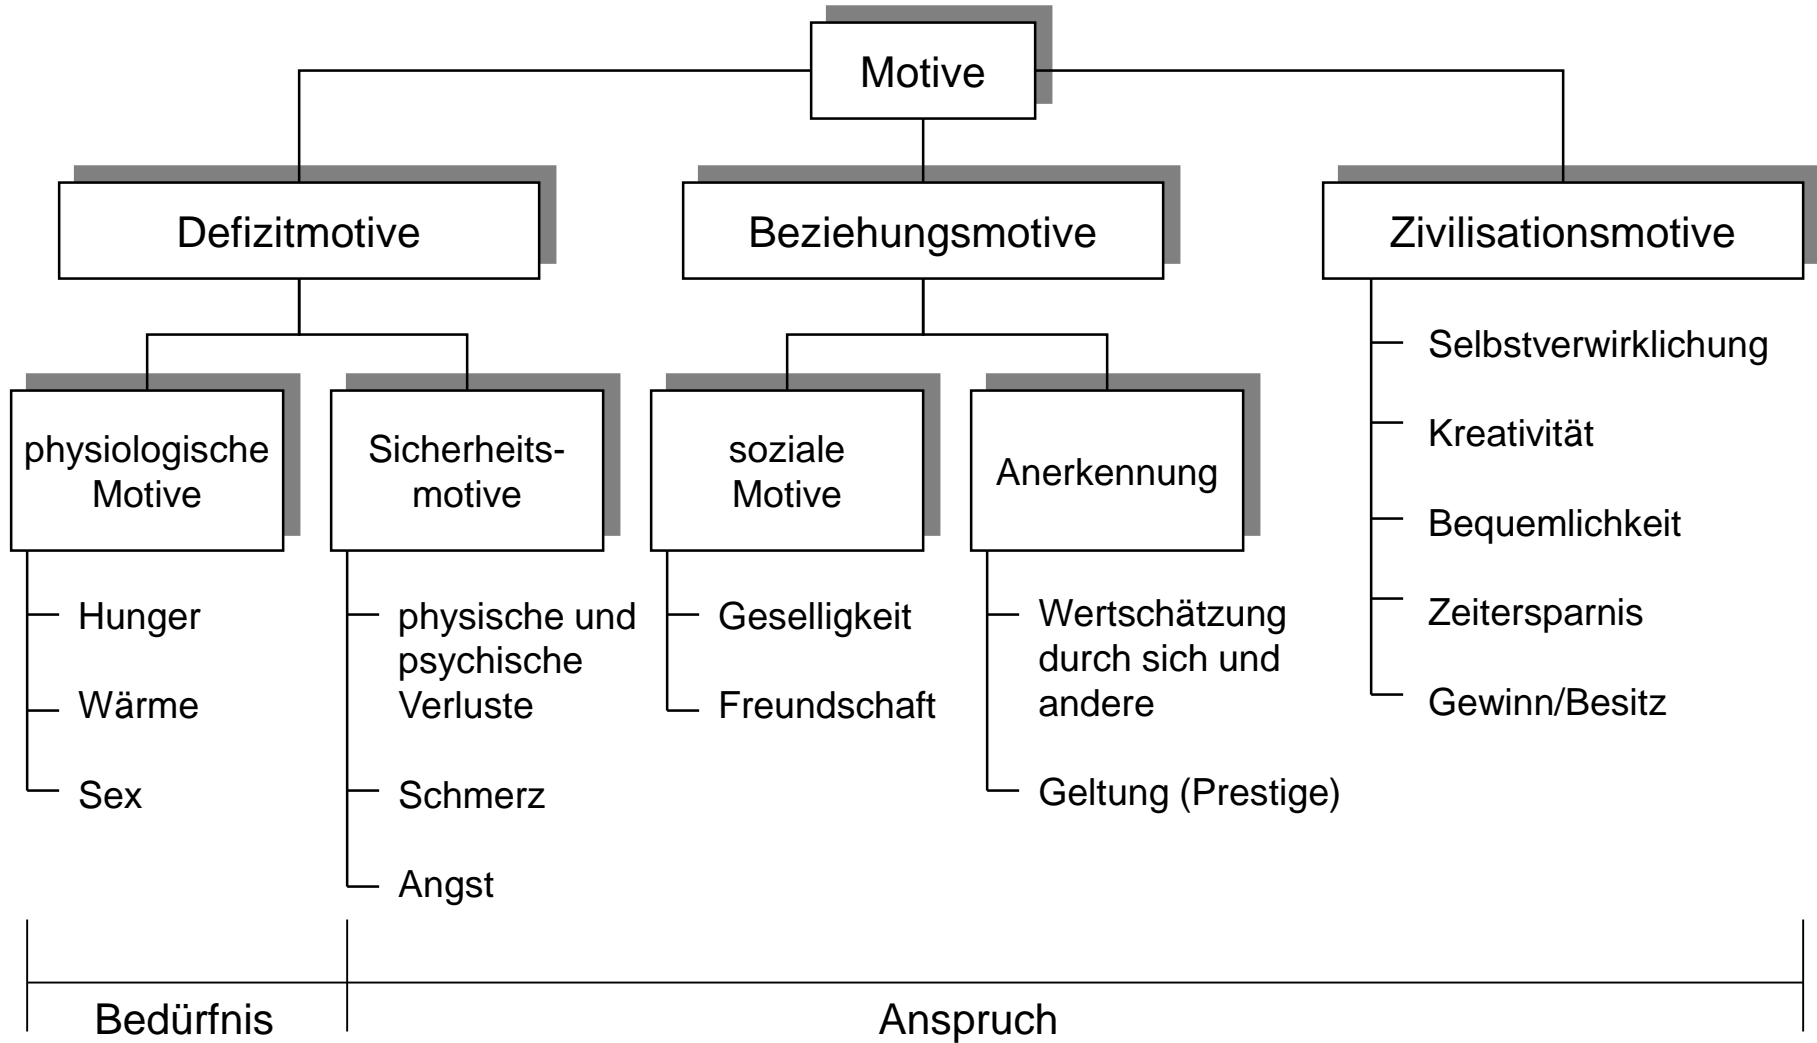 Motive
Defizitmotive
Beziehungsmotive
Zivilisationsmotive
physiologische
Motive
Sicherheits-
motive
soziale
Motive
Anerkennung
Hunger
Wärme
Sex
physische und
psychische
Verluste
Schmerz
Angst
Geselligkeit
Freundschaft
Wertschätzung
durch sich und
andere
Geltung (Prestige)
Selbstverwirklichung
Kreativität
Bequemlichkeit
Zeitersparnis
Gewinn/Besitz
Bedürfnis
Anspruch